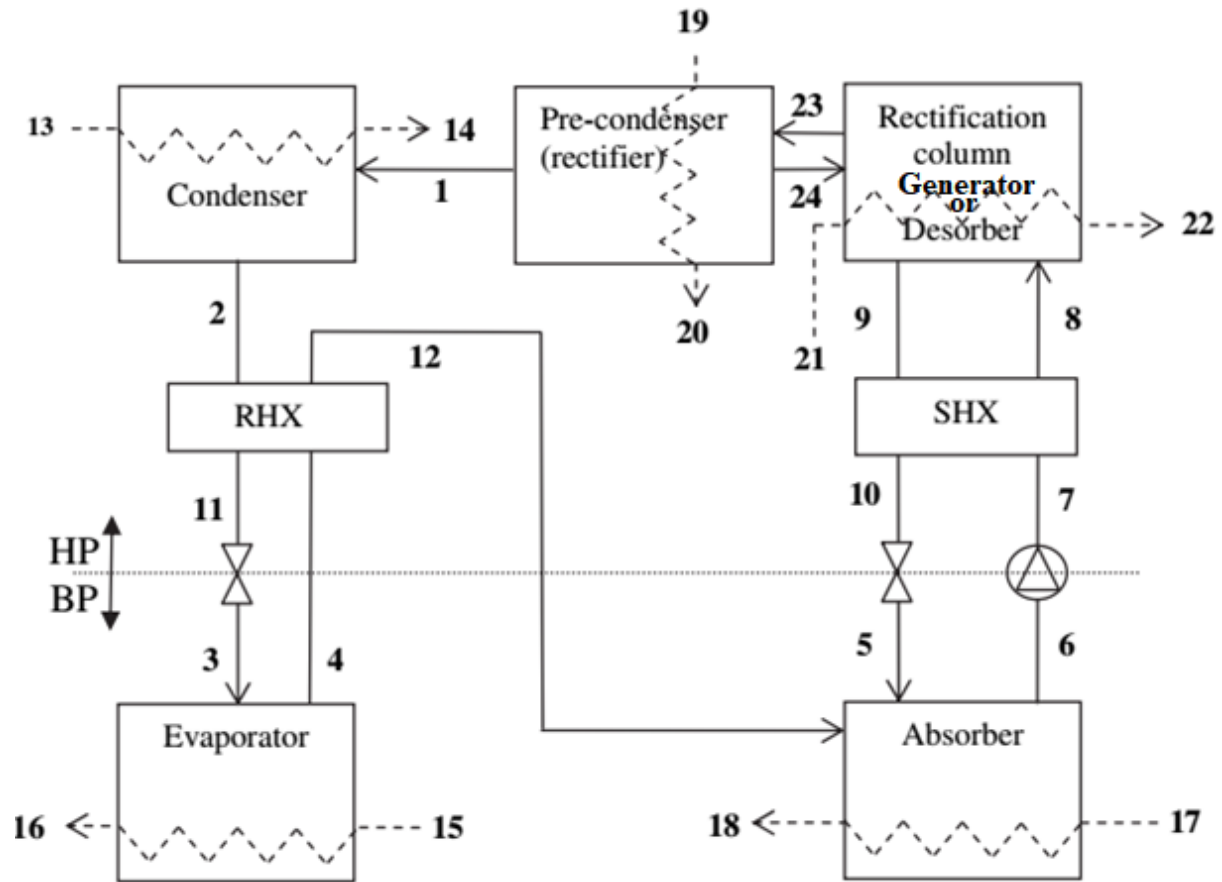 19
13
14
Condenser
1
Pre-condenser
(rectifier)
23
24
Rectification
column
Generator
or
Desorber
22
20
21
2
12
9
8
RHX
SHX
11
10
7
HP
BP
3
4
5
6
Evaporator
16
15
Absorber
18
17